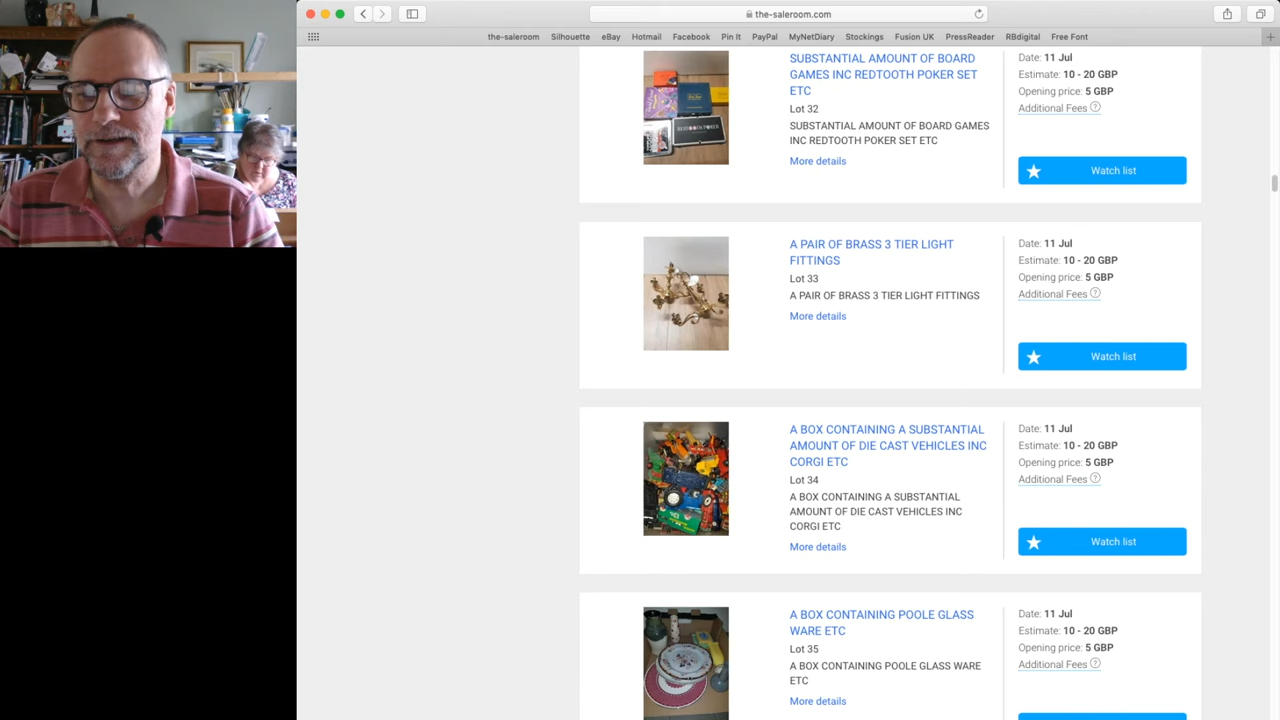 the-saleroom.com
the-saleroom Silhouette eBay Hotmail Facebook Pin It PayPal MyNetDiary Stockings Fusion UK PressReader RBdigital Free Font
SUBSTANTIAL AMOUNT OF BOARD
GAMES INC REDTOOTH POKER SET
ETC
Lot 32
SUBSTANTIAL AMOUNT OF BOARD GAMES
INC REDTOOTH POKER SET ETC
More details
Date: 11 Jul
Estimate: 10 - 20 GBP
Opening price: 5 GBP
Additional Fees ?
Watch list
REDTOOTH POKER
A PAIR OF BRASS 3 TIER LIGHT
FITTINGS
Lot 33
A PAIR OF BRASS 3 TIER LIGHT FITTINGS
More details
Date: 11 Jul
Estimate: 10 - 20 GBP
Opening price: 5 GBP
Additional Fees ?
Watch list
A BOX CONTAINING A SUBSTANTIAL
AMOUNT OF DIE CAST VEHICLES INC
CORGI ETC
Lot 34
A BOX CONTAINING A SUBSTANTIAL
AMOUNT OF DIE CAST VEHICLES INC
CORGI ETC
More details
Date: 11 Jul
Estimate: 10 - 20 GBP
Opening price: 5 GBP
Additional Fees ?
Watch list
A BOX CONTAINING POOLE GLASS
WARE ETC
Lot 35
A BOX CONTAINING POOLE GLASS WARE
ETC
More details
Date: 11 Jul
Estimate: 10 - 20 GBP
Opening price: 5 GBP
Additional Fees ?